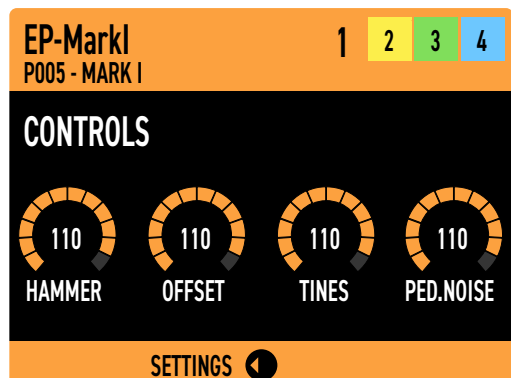 EP-MarkI 1 2 3 4
P005 - MARK I
CONTROLS
110 110 110 110
HAMMER OFFSET TINES PED.NOISE
SETTINGS